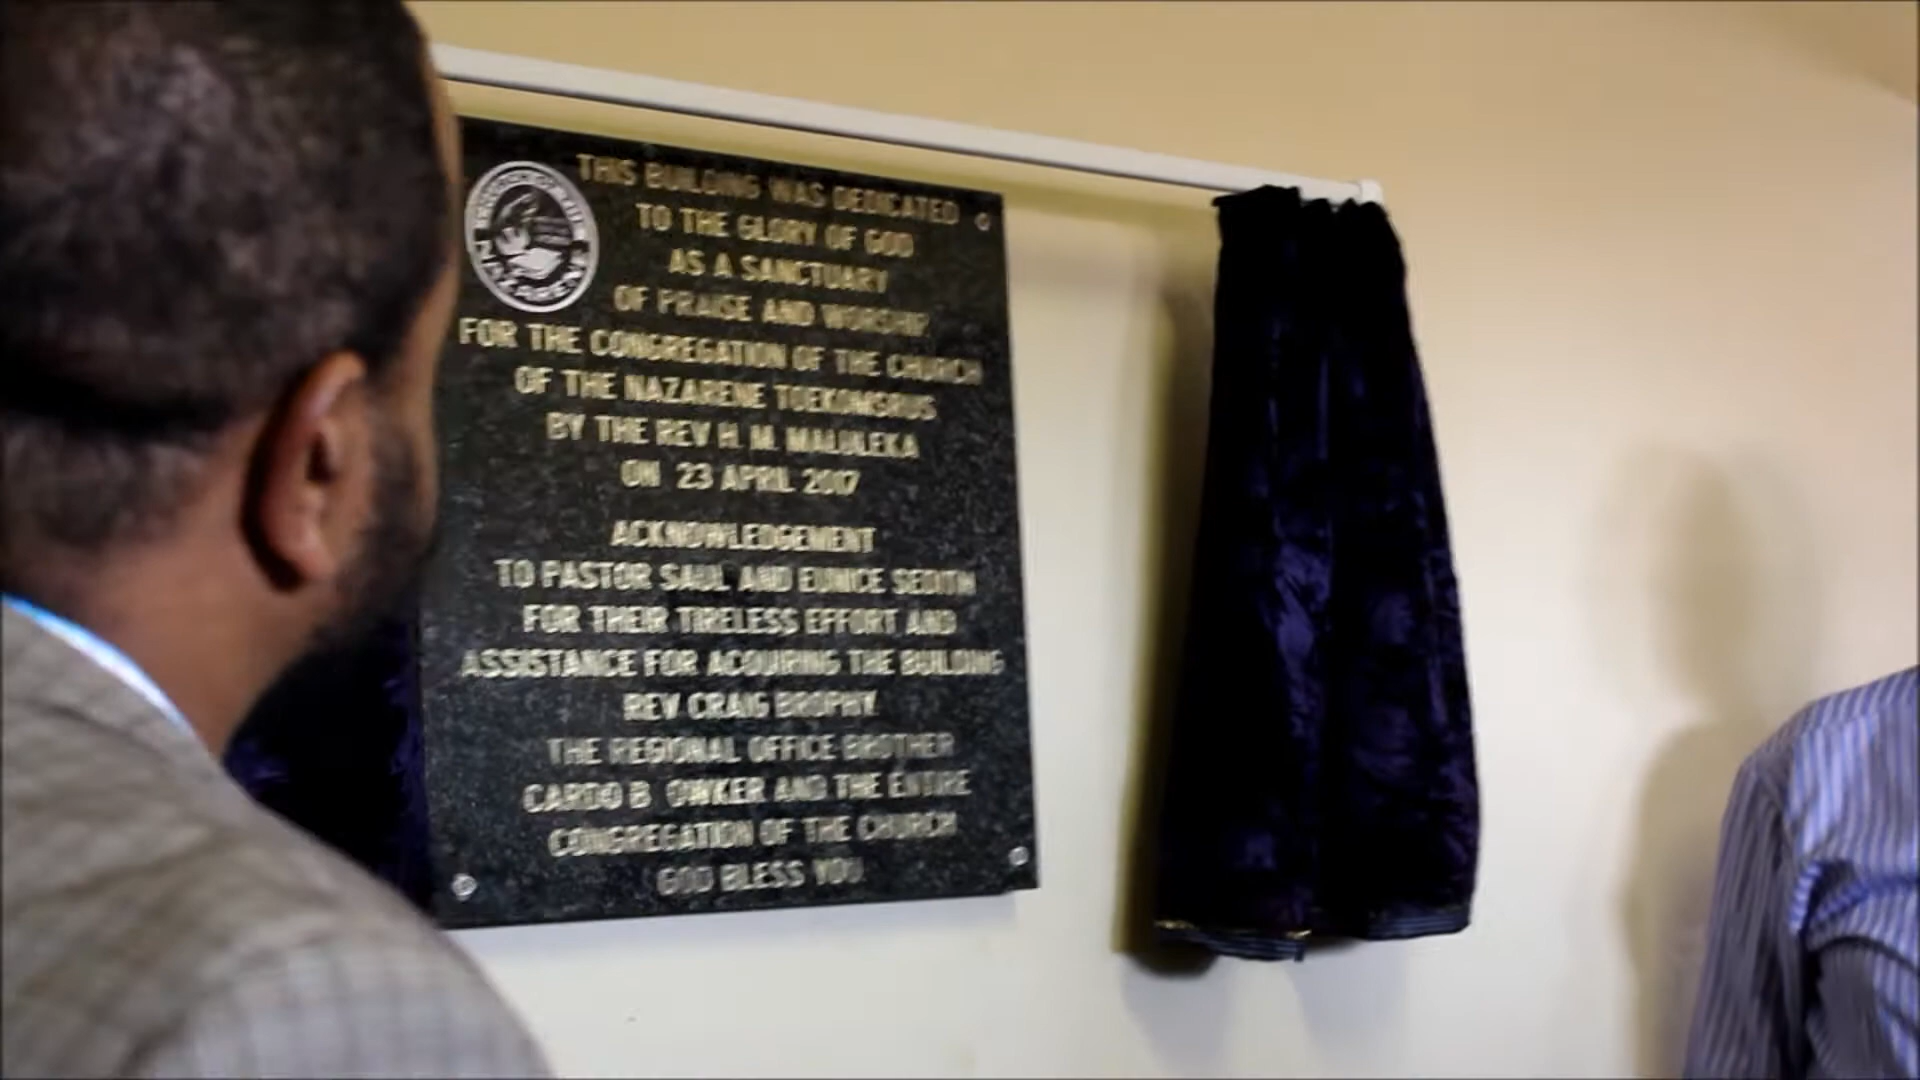 THIS BUILDING WAS DEDICATED
TO THE GLORY OF GOD
AS A SANCTUARY
OF PRAISE AND WORSHIP
FOR THE CONGREGATION OF THE CHURCH
OF THE NAZARENE TOEKOMSRUS
BY THE REV H. M. MALULEKA
ON 23 APRIL 2017
ACKNOWLEDGEMENT
TO PASTOR SAUL AND EUNICE
FOR THEIR TIRELESS EFFORT AND
ASSISTANCE FOR ACQUIRING THE BUILDING
REV CRAIG BROPHY
THE REGIONAL OFFICE BROTHER
B AND THE ENTIRE
CONGREGATION OF THE CHURCH
GOD BLESS YOU